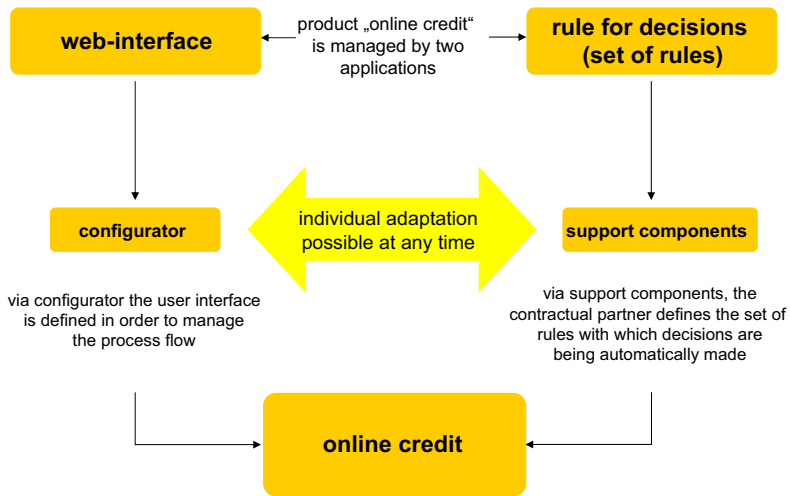 web-interface
product „online credit“
is managed by two
applications
rule for decisions
(set of rules)
configurator
individual adaptation
possible at any time
support components
via configurator the user interface
is defined in order to manage
the process flow
via support components, the
contractual partner defines the set of
rules with which decisions are
being automatically made
online credit